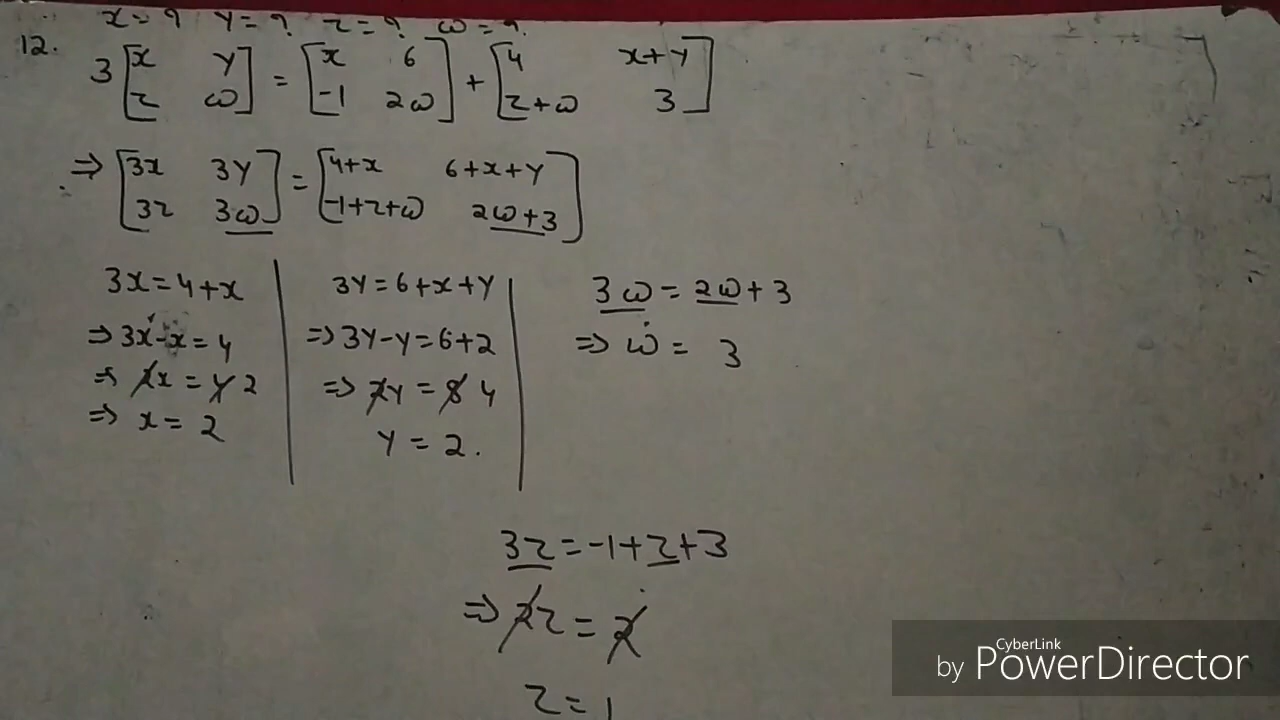 x=? y=? z=? ω=?
12.
3[x y z ω] = [x 6 -1 2ω] + [4 x+y z+ω 3]
⇒ [3x 3y 3z 3ω] = [4+x 6+x+y -1+z+ω 2ω+3]
3x=4+x
⇒3x-x=4
⇒ 2x = 4 2
⇒ x = 2
3y=6+x+y
⇒3y-y=6+2
⇒ 2y = 8 4
y = 2.
3ω = 2ω+3
⇒ ω = 3
3z=-1+z+3
⇒ 2z = 2
z=1
CyberLink
by PowerDirector